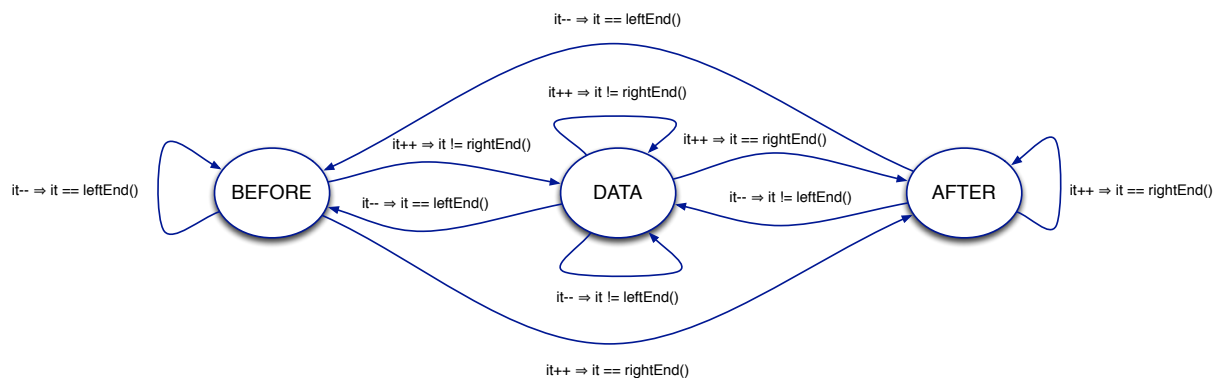 it-- ⇒ it == leftEnd()
it++ ⇒ it != rightEnd()
it++ ⇒ it != rightEnd()
it++ ⇒ it == rightEnd()
it-- ⇒ it == leftEnd()
BEFORE
DATA
AFTER
it++ ⇒ it == rightEnd()
it-- ⇒ it == leftEnd()
it-- ⇒ it != leftEnd()
it-- ⇒ it != leftEnd()
it++ ⇒ it == rightEnd()